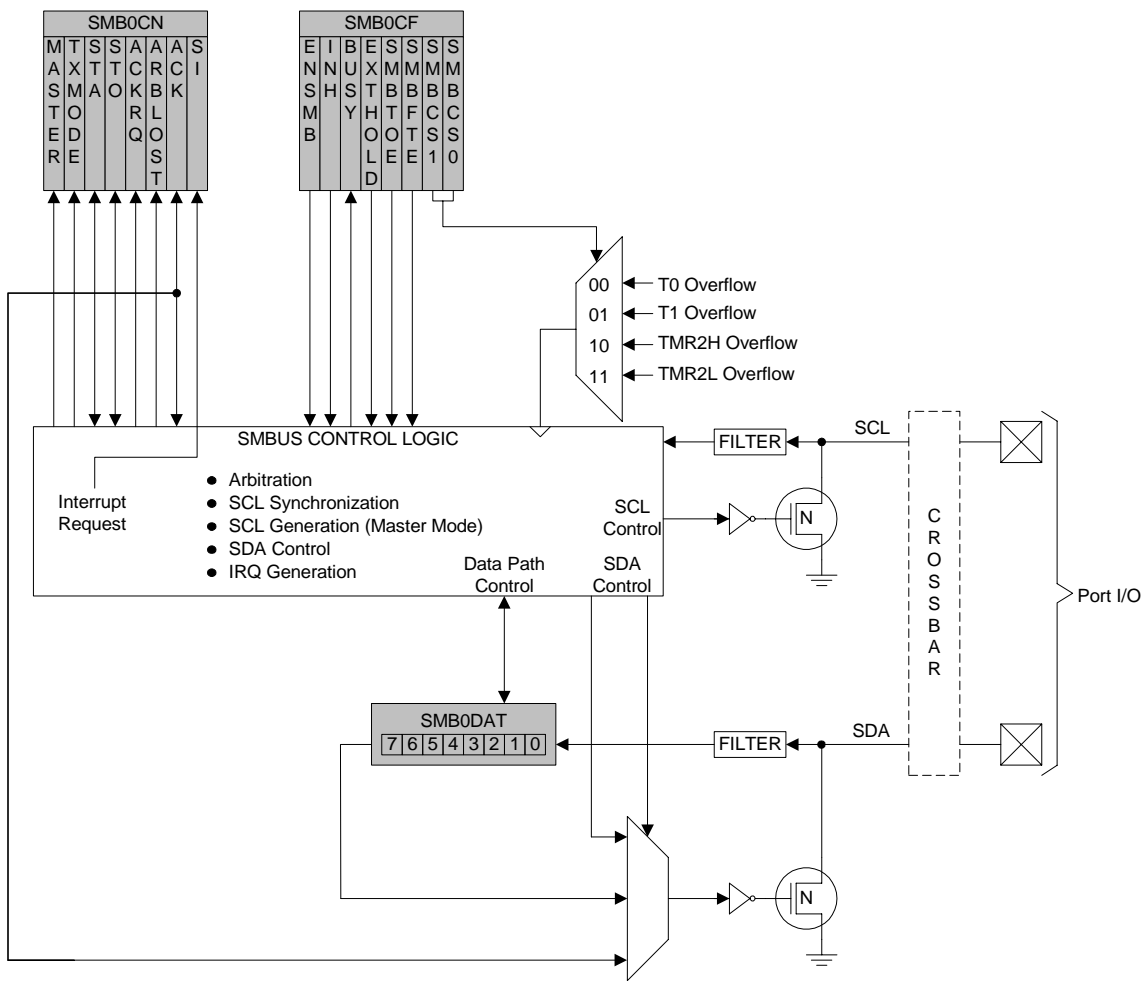 SMB0CN
MASTER
TXMODE
STA
STO
ACKRQ
ARBLOST
ACK
SI
SMB0CF
ENSMB
INH
BUSY
EXTHOLD
SMBTOE
SMBFTE
SMBCS1
SMBCS0
00
T0 Overflow
01
T1 Overflow
10
TMR2H Overflow
11
TMR2L Overflow
SMBUS CONTROL LOGIC
Interrupt
Request
● Arbitration
● SCL Synchronization
● SCL Generation (Master Mode)
● SDA Control
● IRQ Generation
Data Path
Control
SCL
Control
SDA
Control
FILTER
SCL
N
CROSSBAR
Port I/O
SMB0DAT
7 6 5 4 3 2 1 0
FILTER
SDA
N